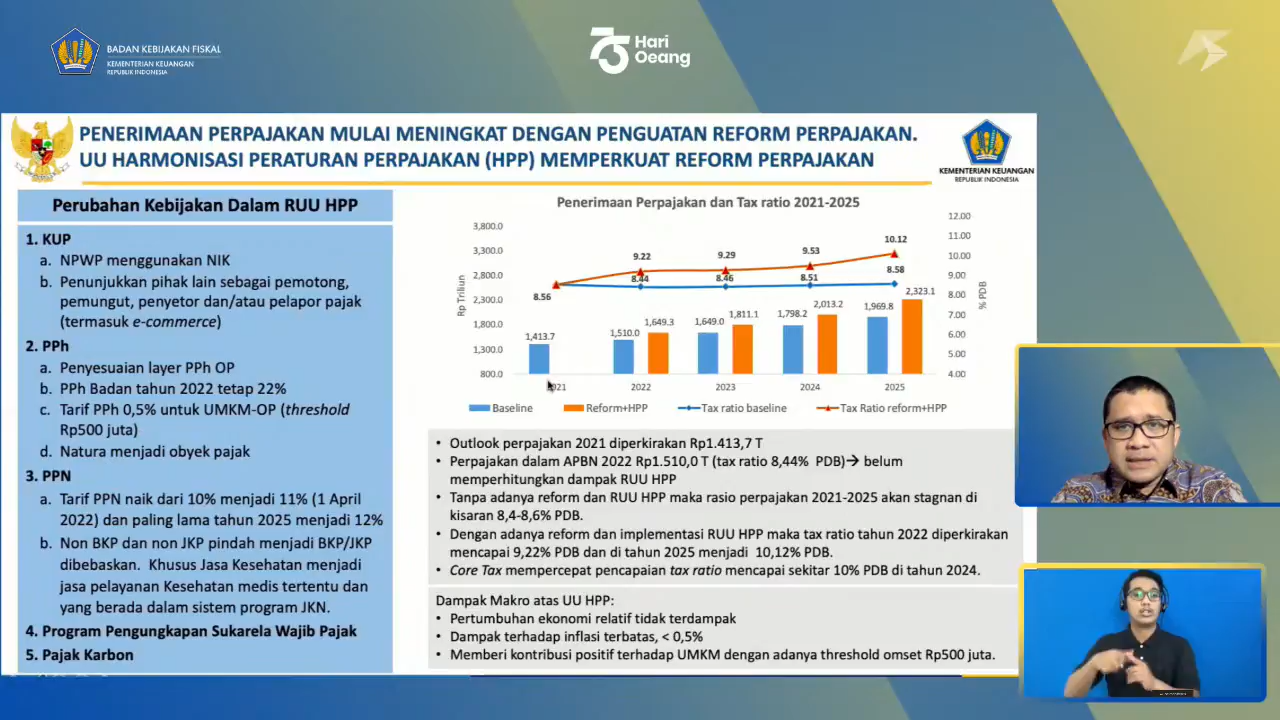 BADAN KEBIJAKAN FISKAL
KEMENTERIAN KEUANGAN
REPUBLIK INDONESIA
75 Hari
Oeang
PENERIMAAN PERPAJAKAN MULAI MENINGKAT DENGAN PENGUATAN REFORM PERPAJAKAN.
UU HARMONISASI PERATURAN PERPAJAKAN (HPP) MEMPERKUAT REFORM PERPAJAKAN
KEMENTERIAN KEUANGAN
REPUBLIK INDONESIA
Perubahan Kebijakan Dalam RUU HPP
1. KUP
a. NPWP menggunakan NIK
b. Penunjukkan pihak lain sebagai pemotong,
pemungut, penyetor dan/atau pelapor pajak
(termasuk e-commerce)
2. PPh
a. Penyesuaian layer PPh OP
b. PPh Badan tahun 2022 tetap 22%
c. Tarif PPh 0,5% untuk UMKM-OP (threshold
Rp500 juta)
d. Natura menjadi obyek pajak
3. PPN
a. Tarif PPN naik dari 10% menjadi 11% (1 April
2022) dan paling lama tahun 2025 menjadi 12%
b. Non BKP dan non JKP pindah menjadi BKP/JKP
dibebaskan. Khusus Jasa Kesehatan menjadi
jasa pelayanan Kesehatan medis tertentu dan
yang berada dalam sistem program JKN.
4. Program Pengungkapan Sukarela Wajib Pajak
5. Pajak Karbon
Penerimaan Perpajakan dan Tax ratio 2021-2025
Rp Triliun
3,800.0
3,300.0
2,800.0
2,300.0
1,800.0
1,300.0
800.0
12.00
11.00
10.00
9.00
8.00
7.00
6.00
5.00
4.00
% PDB
9.22 9.29 9.53 10.12
8.56 8.44 8.46 8.51 8.58
1,413.7 1,510.0 1,649.3 1,649.0 1,811.1 1,798.2 2,013.2 1,969.8 2,323.1
2021 2022 2023 2024 2025
Baseline Reform+HPP Tax ratio baseline Tax Ratio reform+HPP
• Outlook perpajakan 2021 diperkirakan Rp1.413,7 T
• Perpajakan dalam APBN 2022 Rp1.510,0 T (tax ratio 8,44% PDB)→ belum
memperhitungkan dampak RUU HPP
• Tanpa adanya reform dan RUU HPP maka rasio perpajakan 2021-2025 akan stagnan di
kisaran 8,4-8,6% PDB.
• Dengan adanya reform dan implementasi RUU HPP maka tax ratio tahun 2022 diperkirakan
mencapai 9,22% PDB dan di tahun 2025 menjadi 10,12% PDB.
• Core Tax mempercepat pencapaian tax ratio mencapai sekitar 10% PDB di tahun 2024.
Dampak Makro atas UU HPP:
• Pertumbuhan ekonomi relatif tidak terdampak
• Dampak terhadap inflasi terbatas, < 0,5%
• Memberi kontribusi positif terhadap UMKM dengan adanya threshold omset Rp500 juta.